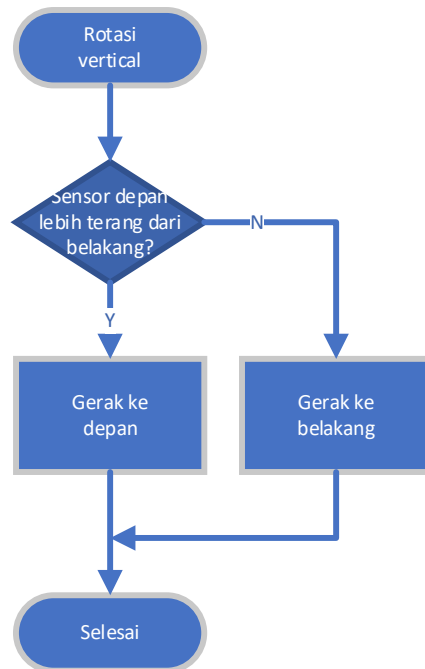 Rotasi
vertical
Sensor depan
lebih terang dari
belakang?
N
Y
Gerak ke
depan
Gerak ke
belakang
Selesai